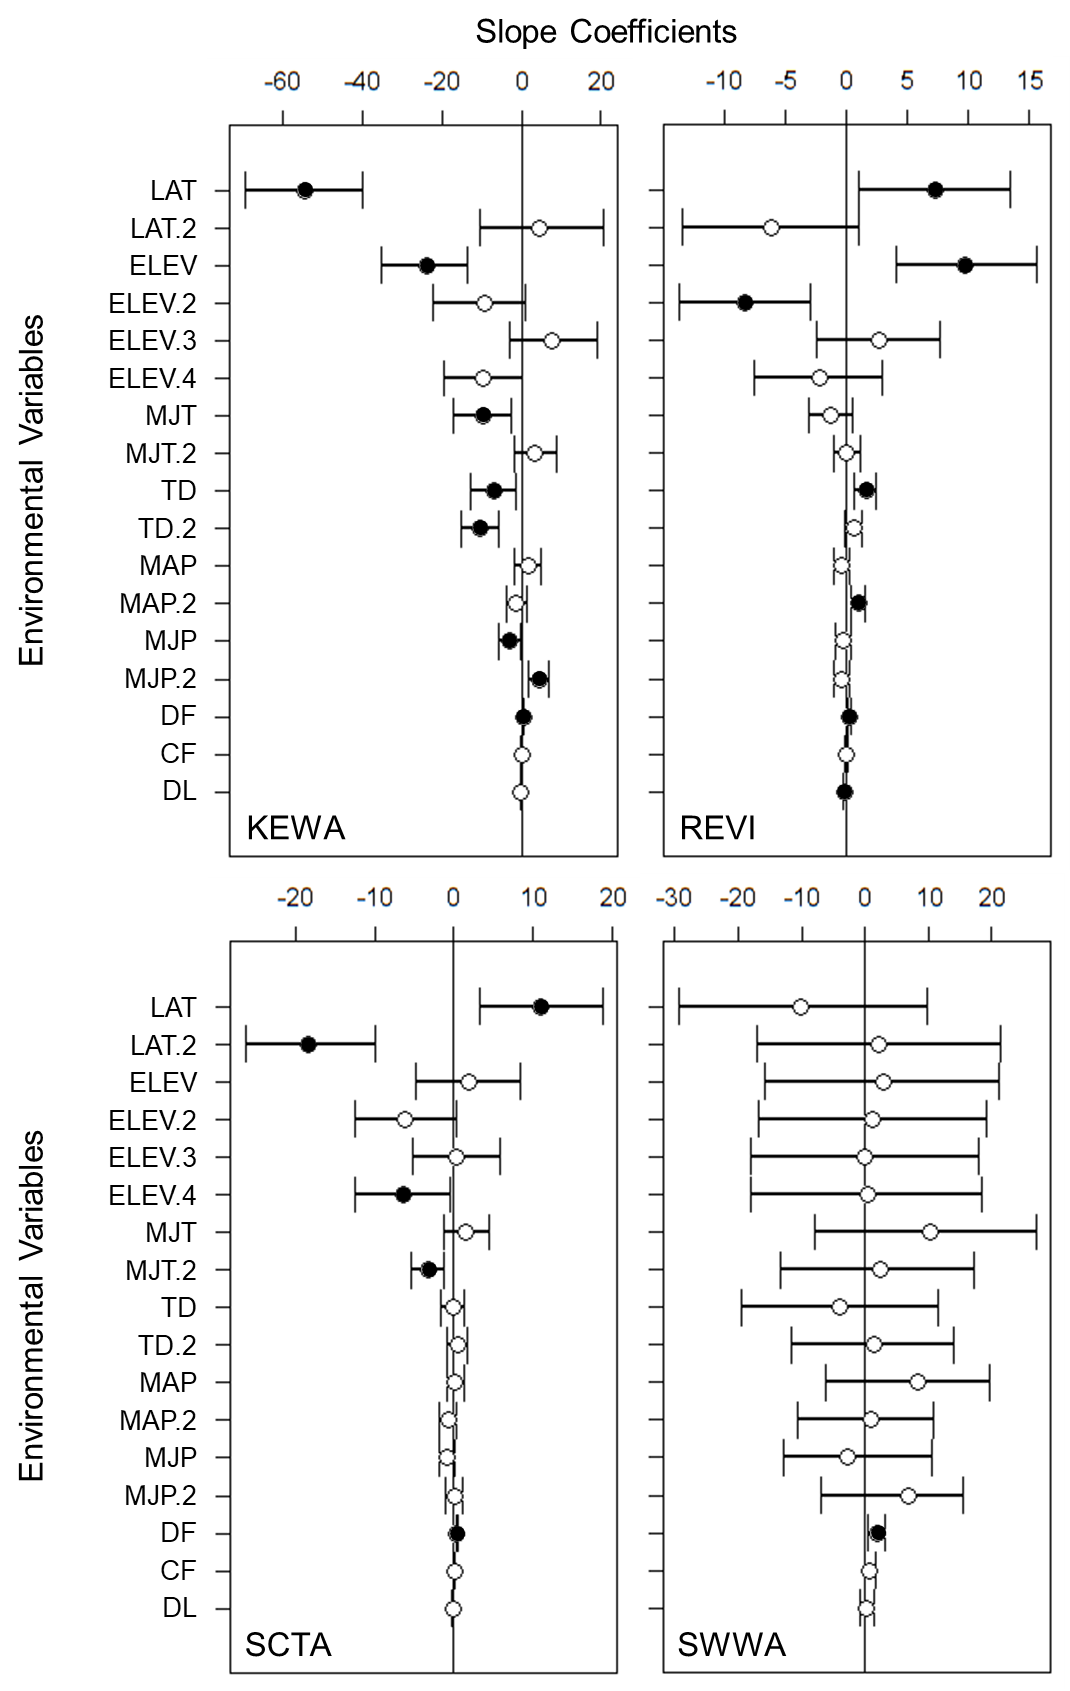 Slope Coefficients
-60 -40 -20 0 20
-10 -5 0 5 10 15
Environmental Variables
LAT
LAT.2
ELEV
ELEV.2
ELEV.3
ELEV.4
MJT
MJT.2
TD
TD.2
MAP
MAP.2
MJP
MJP.2
DF
CF
DL
KEWA
REVI
-20 -10 0 10 20
-30 -20 -10 0 10 20
Environmental Variables
LAT
LAT.2
ELEV
ELEV.2
ELEV.3
ELEV.4
MJT
MJT.2
TD
TD.2
MAP
MAP.2
MJP
MJP.2
DF
CF
DL
SCTA
SWWA